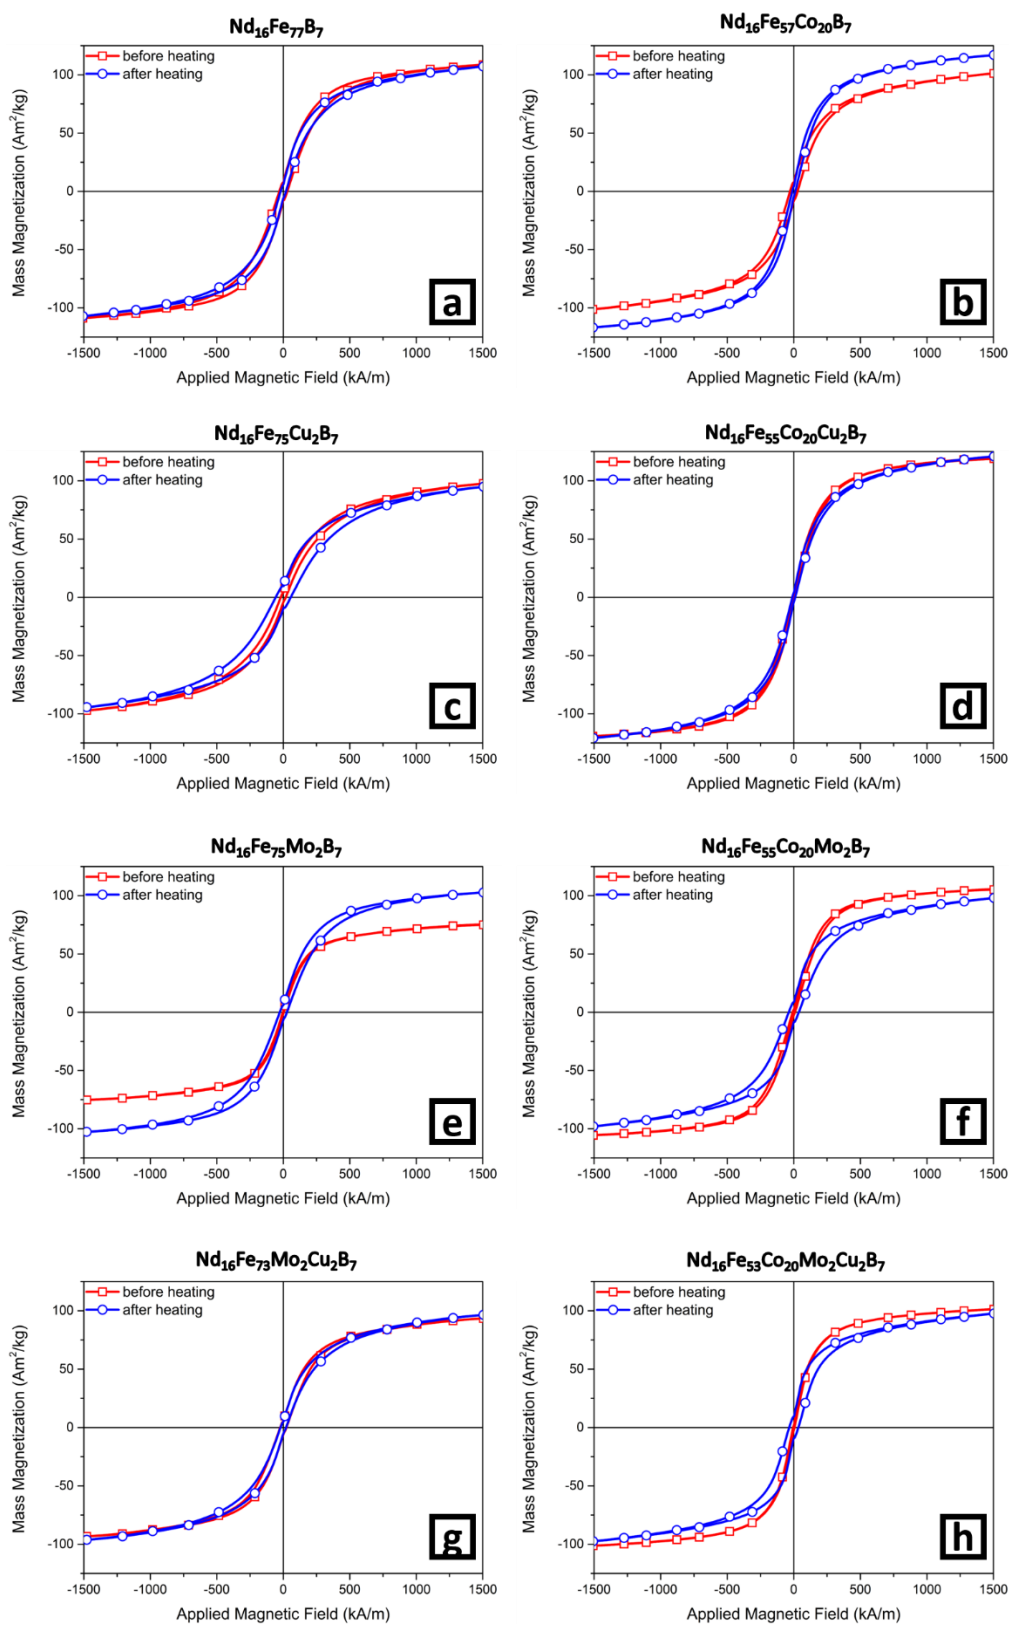 Nd₁₆Fe₇₇B₇
before heating
after heating
Mass Magnetization (Am²/kg)
100
50
0
-50
-100
-1500 -1000 -500 0 500 1000 1500
Applied Magnetic Field (kA/m)
a
Nd₁₆Fe₅₇Co₂₀B₇
before heating
after heating
Mass Magnetization (Am²/kg)
100
50
0
-50
-100
-1500 -1000 -500 0 500 1000 1500
Applied Magnetic Field (kA/m)
b
Nd₁₆Fe₇₅Cu₂B₇
before heating
after heating
Mass Magnetization (Am²/kg)
100
50
0
-50
-100
-1500 -1000 -500 0 500 1000 1500
Applied Magnetic Field (kA/m)
c
Nd₁₆Fe₅₅Co₂₀Cu₂B₇
before heating
after heating
Mass Magnetization (Am²/kg)
100
50
0
-50
-100
-1500 -1000 -500 0 500 1000 1500
Applied Magnetic Field (kA/m)
d
Nd₁₆Fe₇₅Mo₂B₇
before heating
after heating
Mass Magnetization (Am²/kg)
100
50
0
-50
-100
-1500 -1000 -500 0 500 1000 1500
Applied Magnetic Field (kA/m)
e
Nd₁₆Fe₅₅Co₂₀Mo₂B₇
before heating
after heating
Mass Magnetization (Am²/kg)
100
50
0
-50
-100
-1500 -1000 -500 0 500 1000 1500
Applied Magnetic Field (kA/m)
f
Nd₁₆Fe₇₃Mo₂Cu₂B₇
before heating
after heating
Mass Magnetization (Am²/kg)
100
50
0
-50
-100
-1500 -1000 -500 0 500 1000 1500
Applied Magnetic Field (kA/m)
g
Nd₁₆Fe₅₃Co₂₀Mo₂Cu₂B₇
before heating
after heating
Mass Magnetization (Am²/kg)
100
50
0
-50
-100
-1500 -1000 -500 0 500 1000 1500
Applied Magnetic Field (kA/m)
h